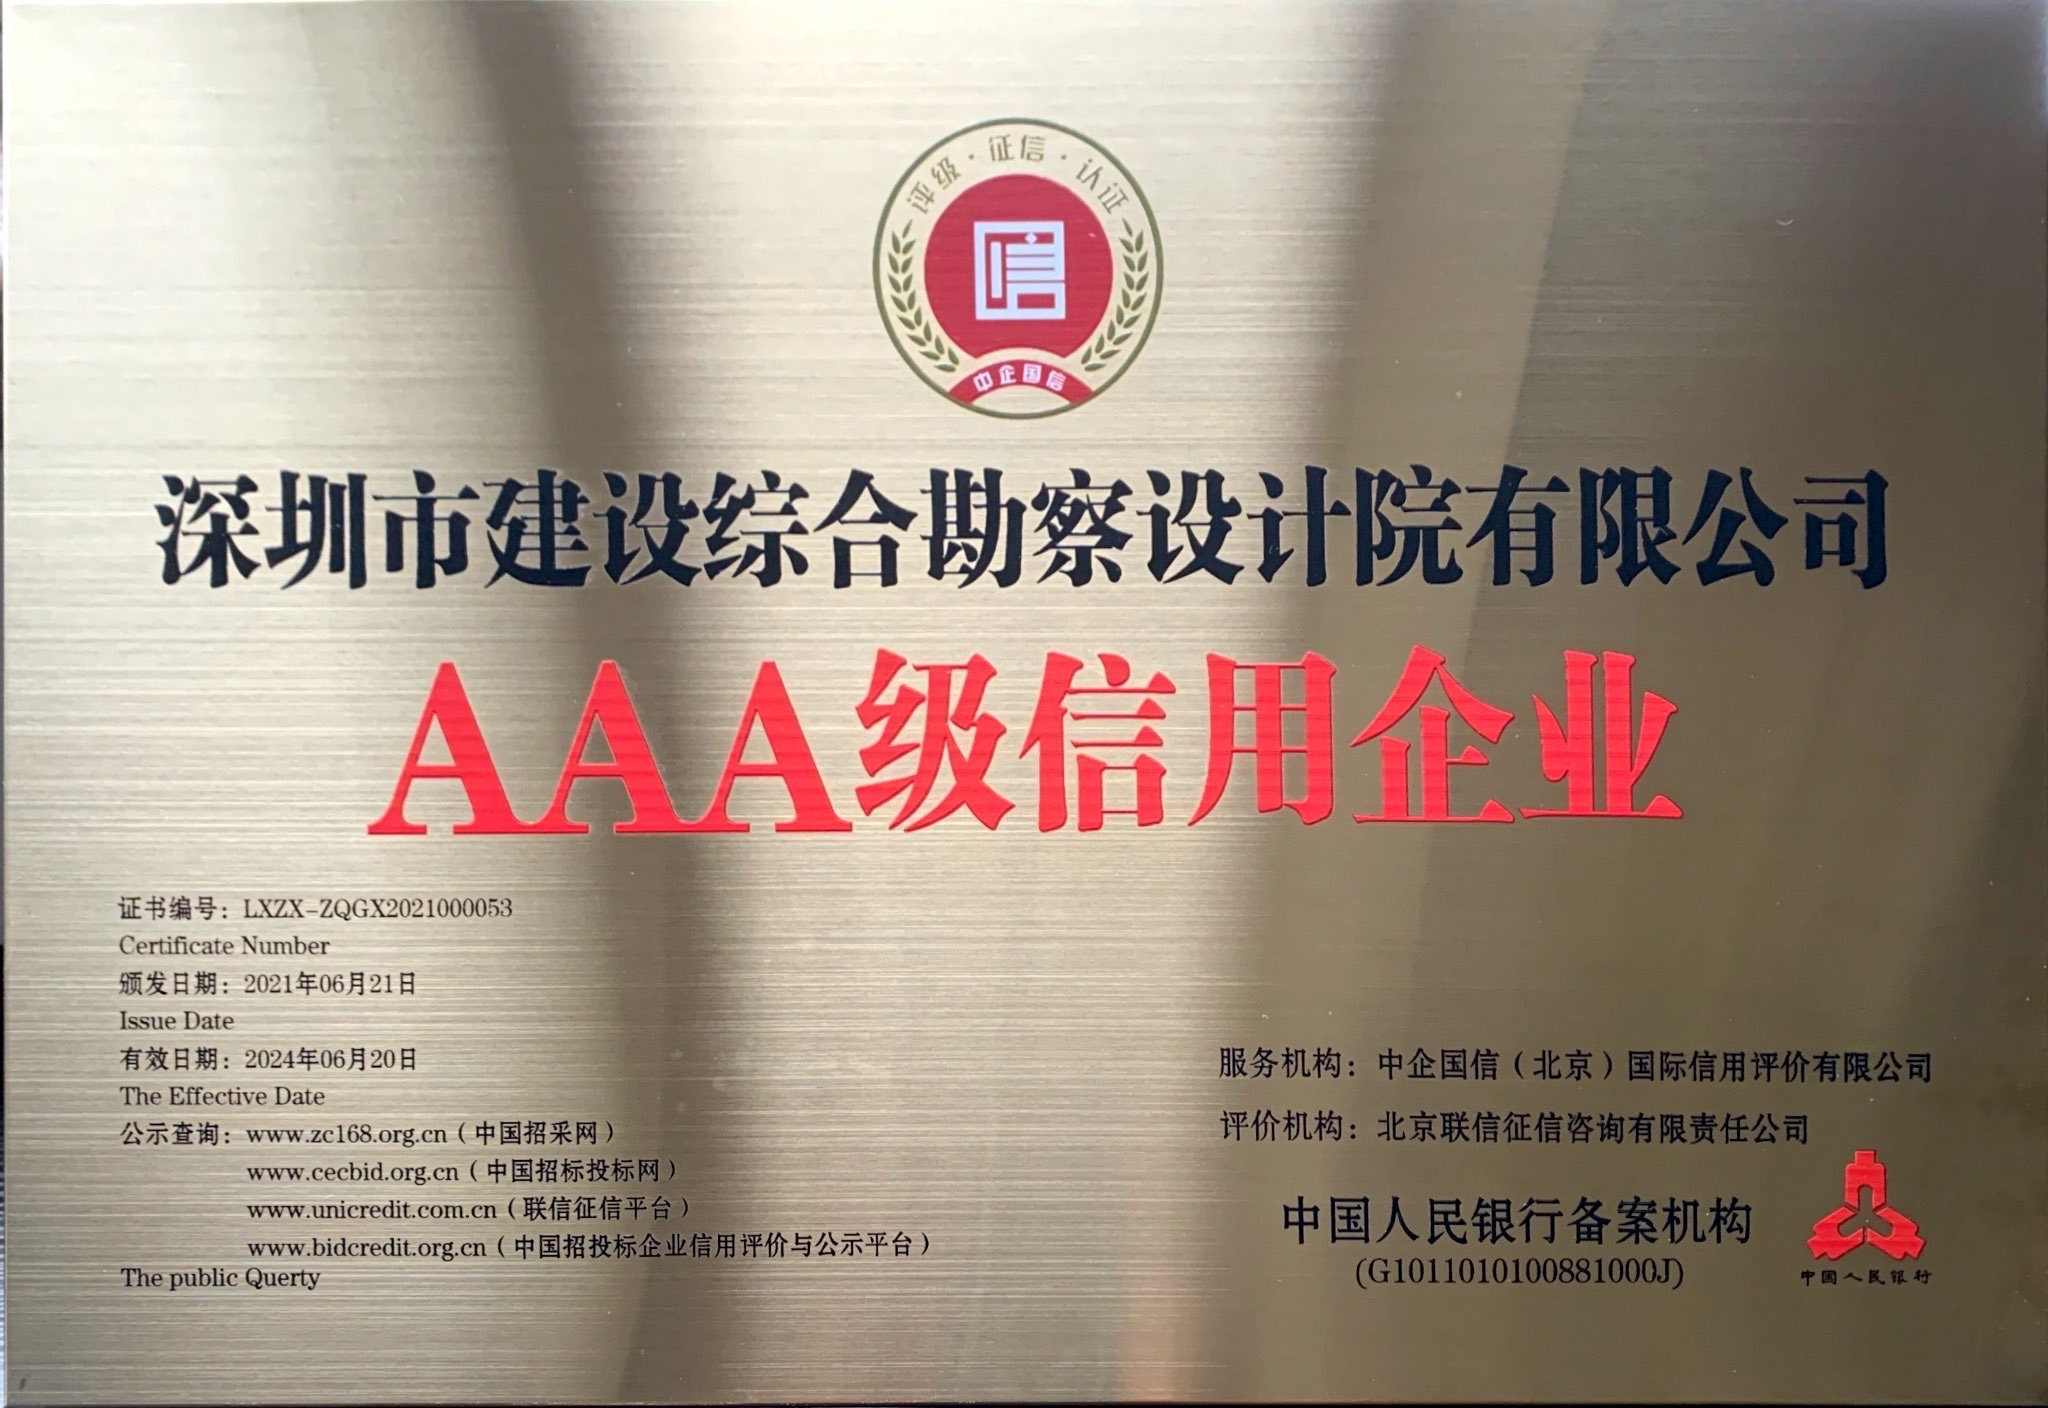 评级·征信·认证
信
中企国信
深圳市建设综合勘察设计院有限公司
AAA级信用企业
证书编号：LXZX-ZQGX2021000053
Certificate Number
颁发日期：2021年06月21日
Issue Date
有效日期：2024年06月20日
The Effective Date
公示查询：www.zc168.org.cn（中国招采网）
www.cecbid.org.cn（中国招标投标网）
www.unicredit.com.cn（联信征信平台）
www.bidcredit.org.cn（中国招投标企业信用评价与公示平台）
The public Querty
服务机构：中企国信（北京）国际信用评价有限公司
评价机构：北京联信征信咨询有限责任公司
中国人民银行备案机构
(G1011010100881000J)
中国人民银行